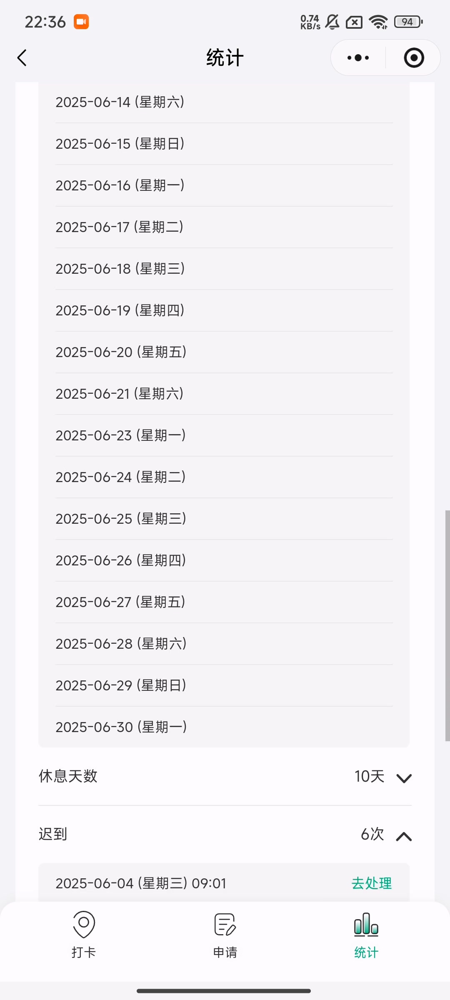 22:36
0.74
KB/s
94
统计
2025-06-14 (星期六)
2025-06-15 (星期日)
2025-06-16 (星期一)
2025-06-17 (星期二)
2025-06-18 (星期三)
2025-06-19 (星期四)
2025-06-20 (星期五)
2025-06-21 (星期六)
2025-06-23 (星期一)
2025-06-24 (星期二)
2025-06-25 (星期三)
2025-06-26 (星期四)
2025-06-27 (星期五)
2025-06-28 (星期六)
2025-06-29 (星期日)
2025-06-30 (星期一)
休息天数 10天
迟到 6次
2025-06-04 (星期三) 09:01 去处理
打卡 申请 统计